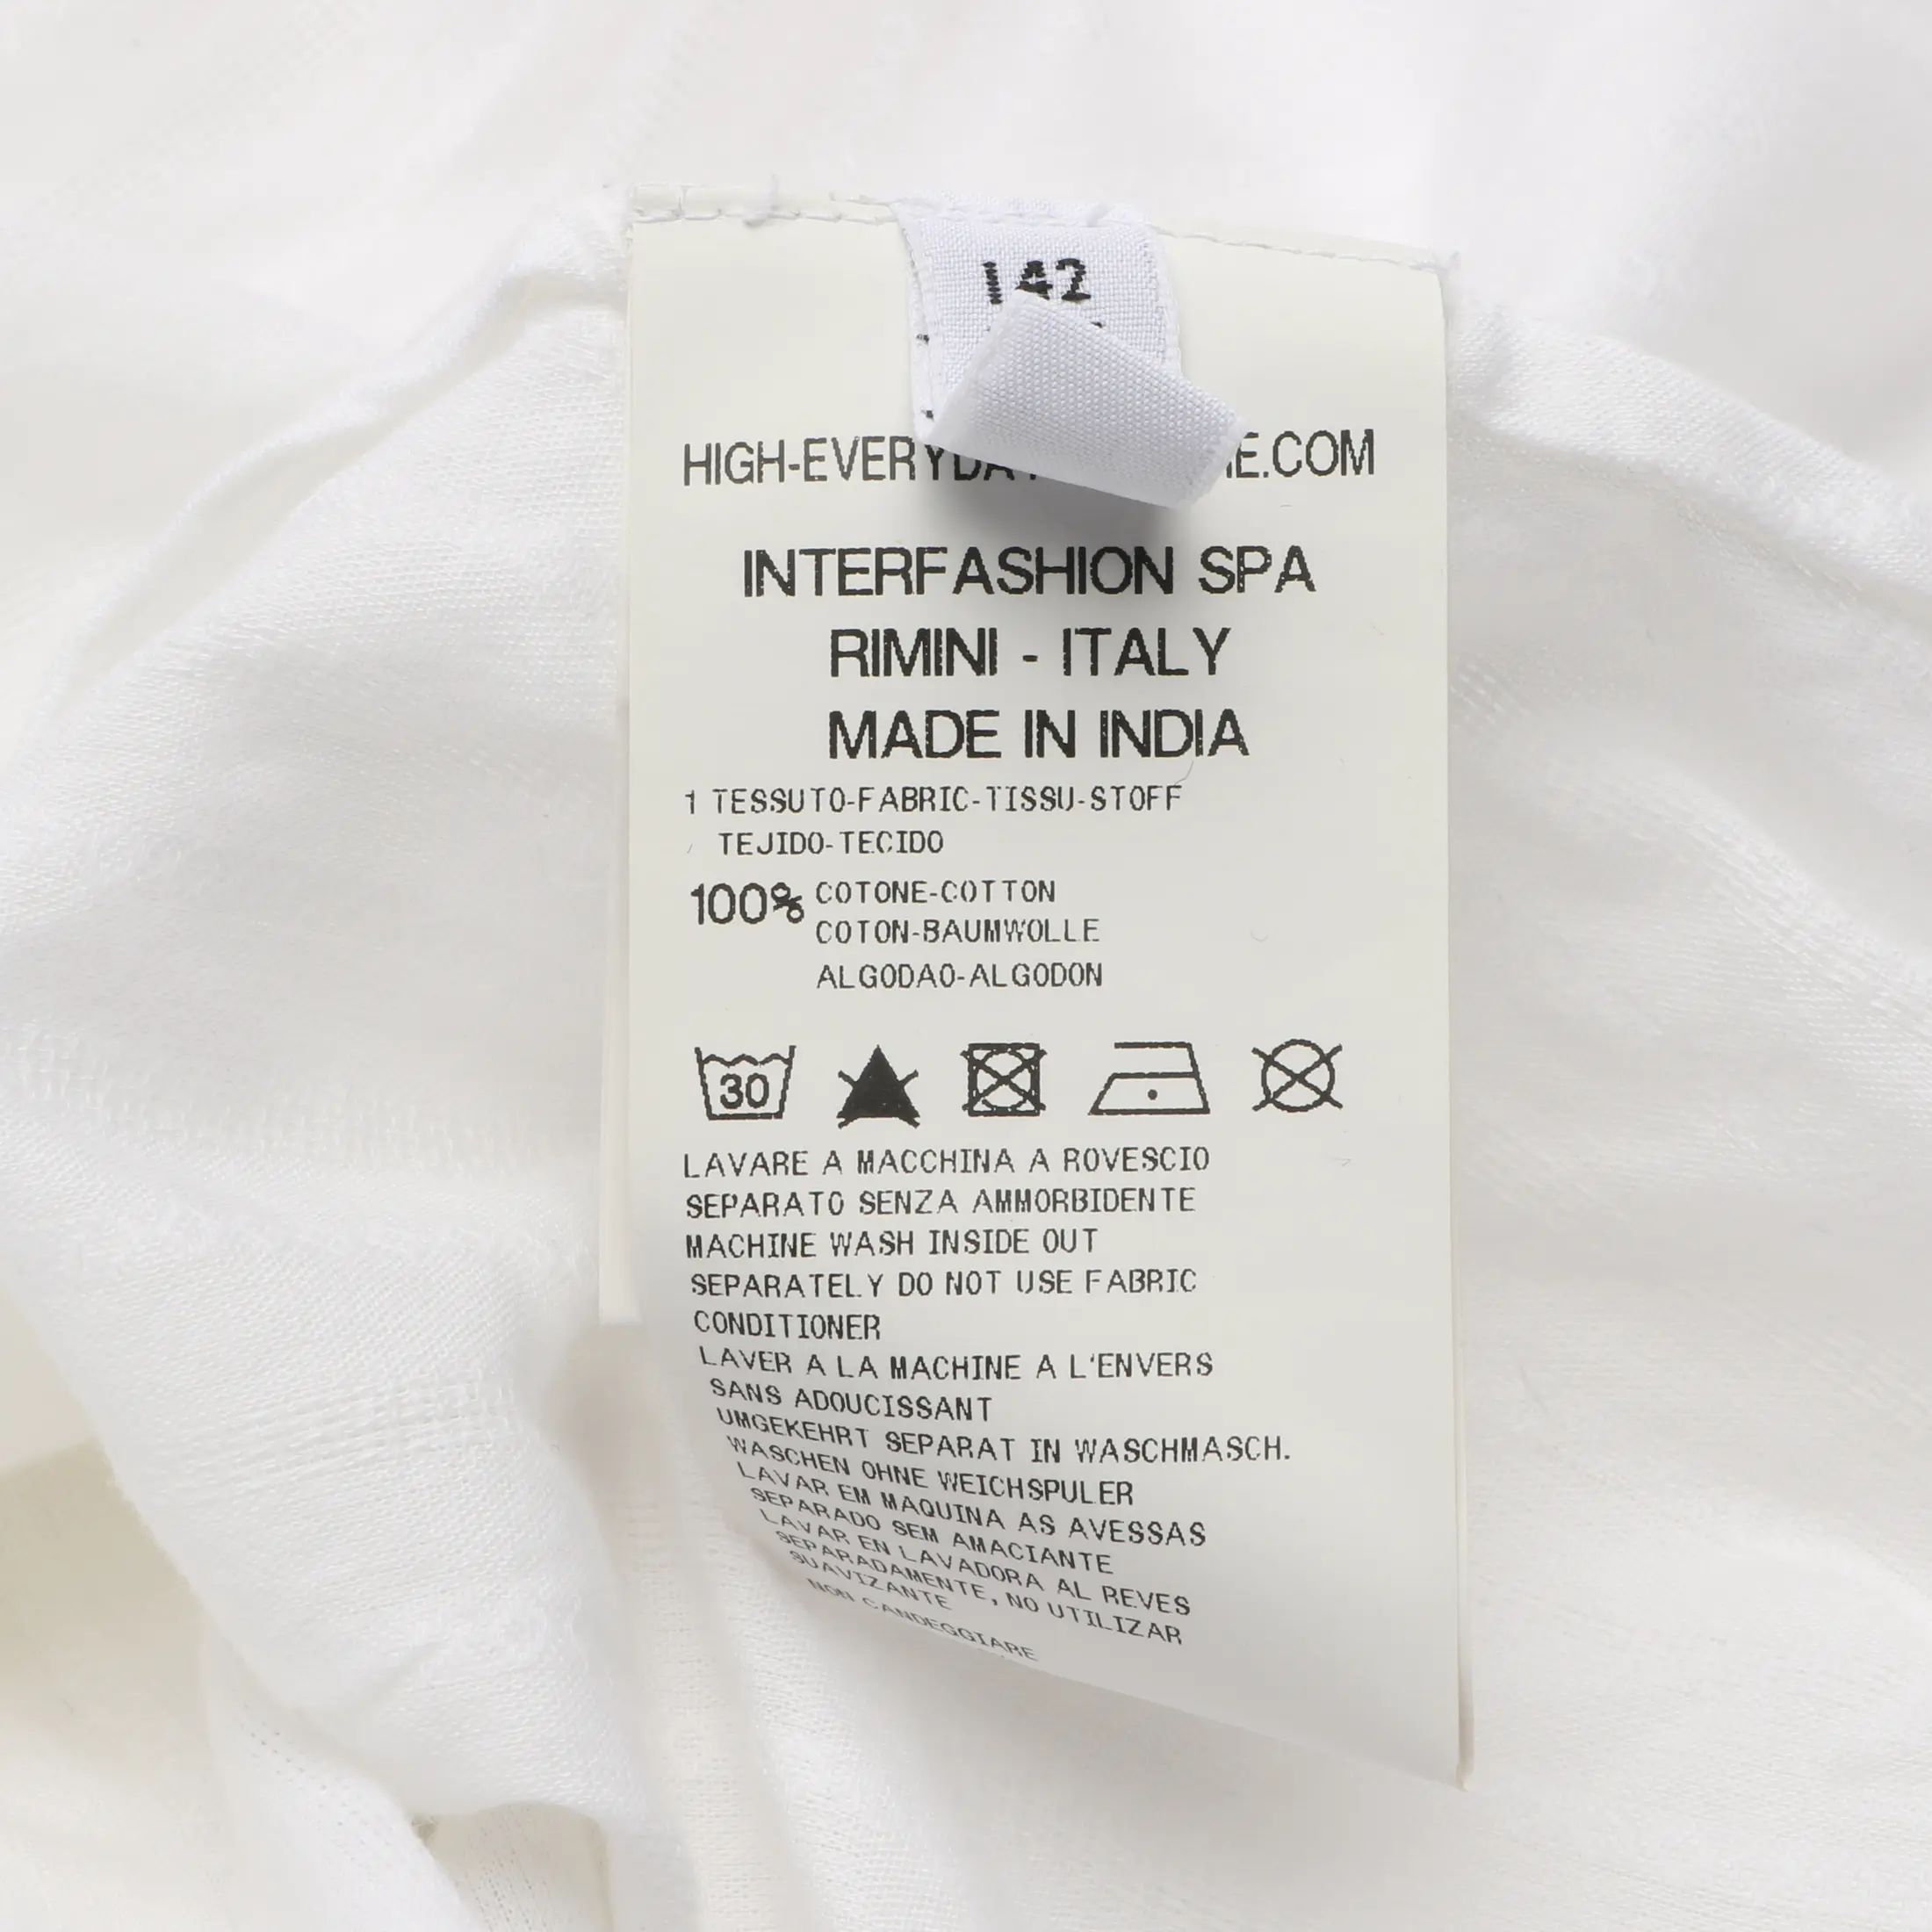 I42
HIGH-EVERYDA E.COM
INTERFASHION SPA
RIMINI - ITALY
MADE IN INDIA
1 TESSUTO-FABRIC-TISSU-STOFF
TEJIDO-TECIDO
100% COTONE-COTTON
COTON-BAUMWOLLE
ALGODAO-ALGODON
30
LAVARE A MACCHINA A ROVESCIO
SEPARATO SENZA AMMORBIDENTE
MACHINE WASH INSIDE OUT
SEPARATELY DO NOT USE FABRIC
CONDITIONER
LAVER A LA MACHINE A L'ENVERS
SANS ADOUCISSANT
UMGEKEHRT SEPARAT IN WASCHMASCH.
WASCHEN OHNE WEICHSPULER
LAVAR EM MAQUINA AS AVESSAS
SEPARADO SEM AMACIANTE
LAVAR EN LAVADORA AL REVES
SEPARADAMENTE, NO UTILIZAR
SUAVIZANTE
NON CANDEGGIARE